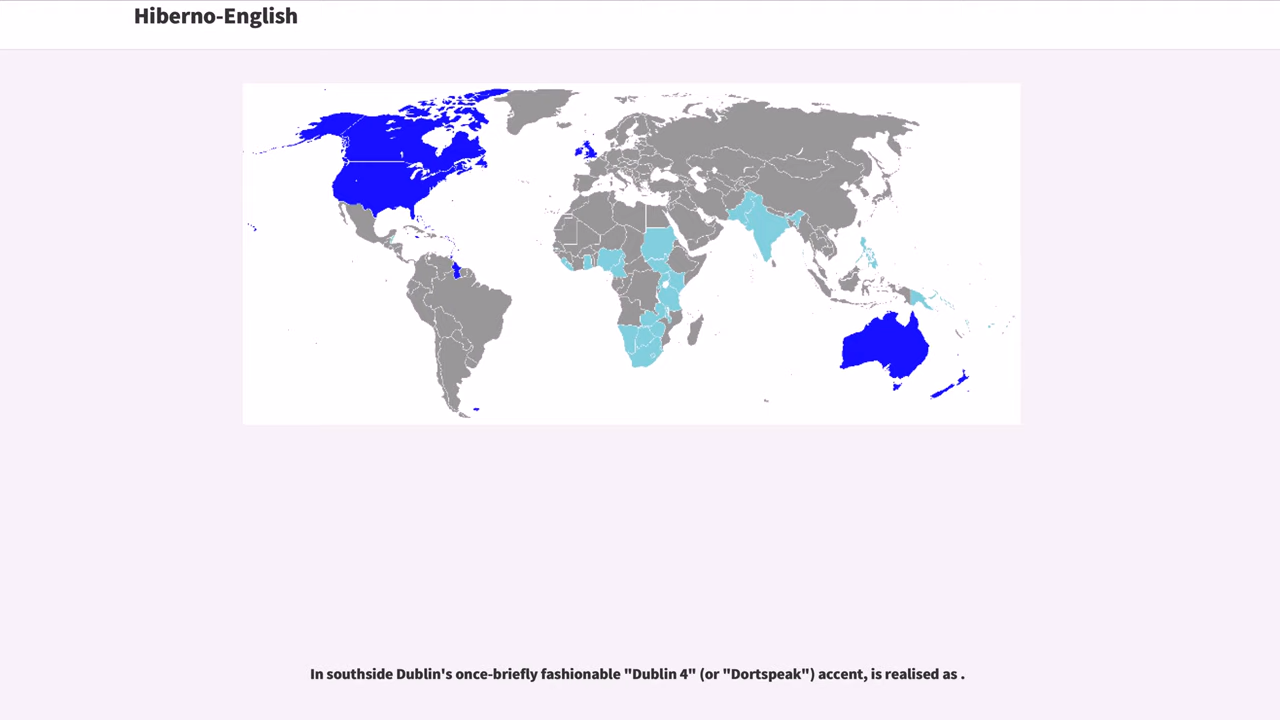 Hiberno-English
In southside Dublin's once-briefly fashionable "Dublin 4" (or "Dortspeak") accent, is realised as .